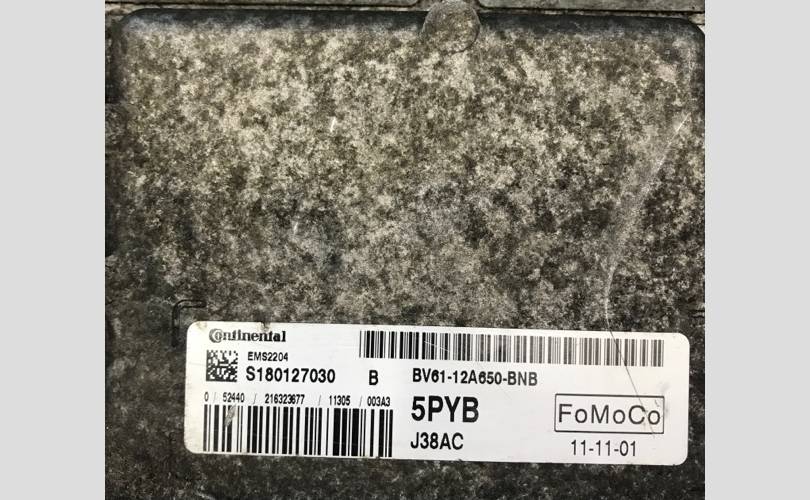 Continental
EMS2204
S180127030 B BV61-12A650-BNB
0 / 52440 / 216323677 / 11305 / 003A3
5PYB
FoMoCo
J38AC
11-11-01